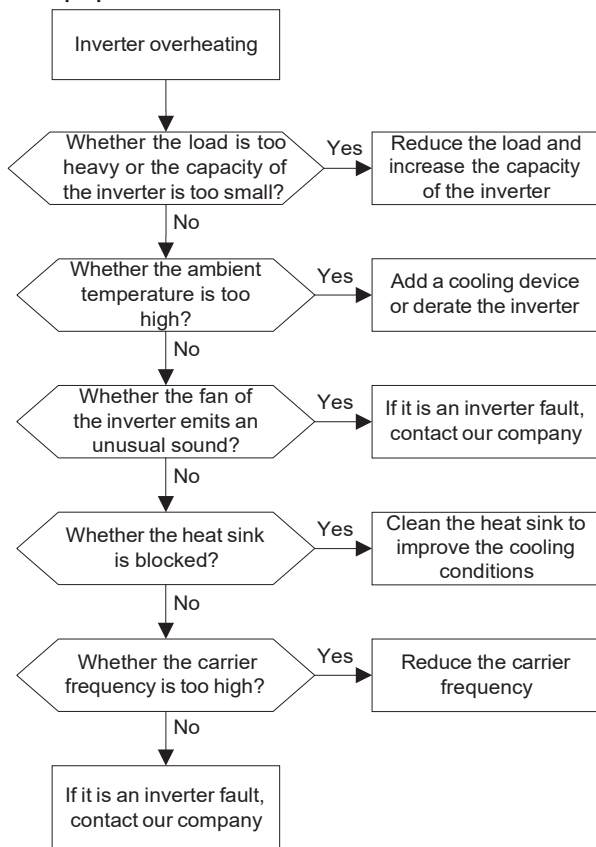 Inverter overheating
Whether the load is too
heavy or the capacity of
the inverter is too small?
Yes
Reduce the load and
increase the capacity
of the inverter
No
Whether the ambient
temperature is too
high?
Yes
Add a cooling device
or derate the inverter
No
Whether the fan of
the inverter emits an
unusual sound?
Yes
If it is an inverter fault,
contact our company
No
Whether the heat sink
is blocked?
Yes
Clean the heat sink to
improve the cooling
conditions
No
Whether the carrier
frequency is too high?
Yes
Reduce the carrier
frequency
No
If it is an inverter fault,
contact our company